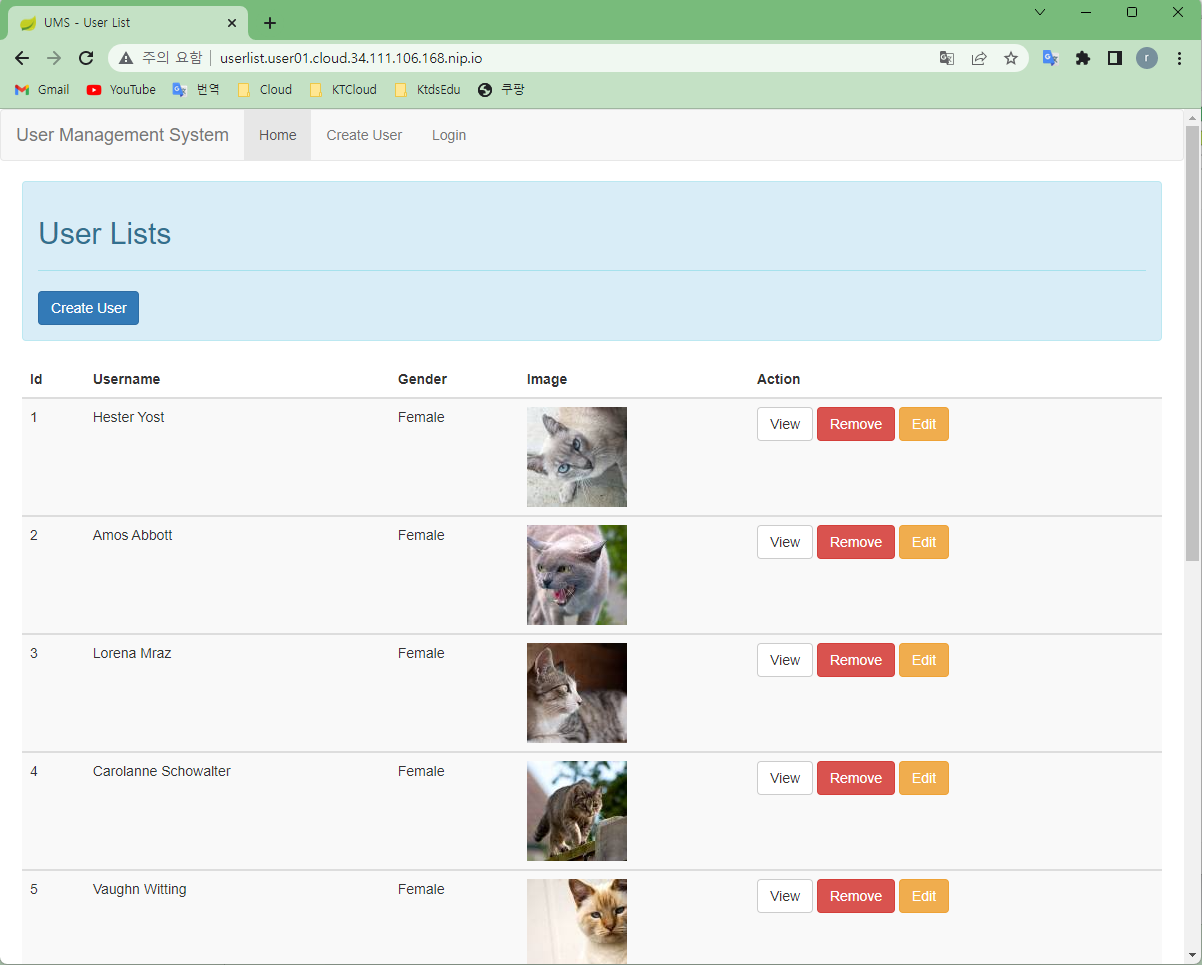 UMS - User List
주의 요함 userlist.user01.cloud.34.111.106.168.nip.io
r
Gmail YouTube 번역 Cloud KTCloud KtdsEdu 쿠팡
User Management System Home Create User Login
User Lists
Create User
Id Username Gender Image Action
1 Hester Yost Female View Remove Edit
2 Amos Abbott Female View Remove Edit
3 Lorena Mraz Female View Remove Edit
4 Carolanne Schowalter Female View Remove Edit
5 Vaughn Witting Female View Remove Edit